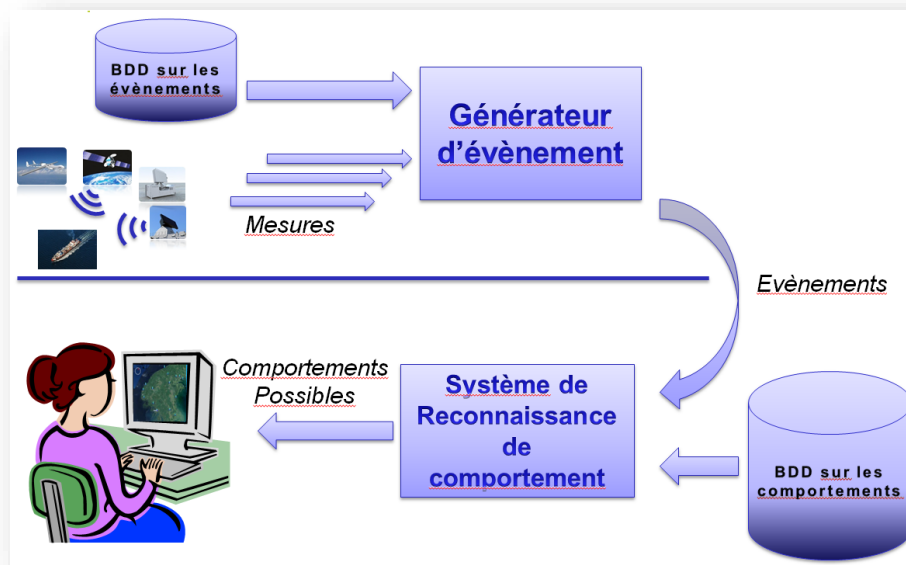 BDD sur les
évènements
Générateur
d'évènement
Mesures
Evènements
Comportements
Possibles
Système de
Reconnaissance
de
comportement
BDD sur les
comportements